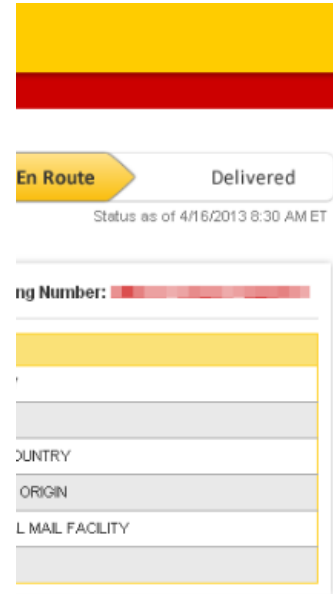 En Route Delivered
Status as of 4/16/2013 8:30 AM ET
ng Number:
OUNTRY
ORIGIN
L MAIL FACILITY